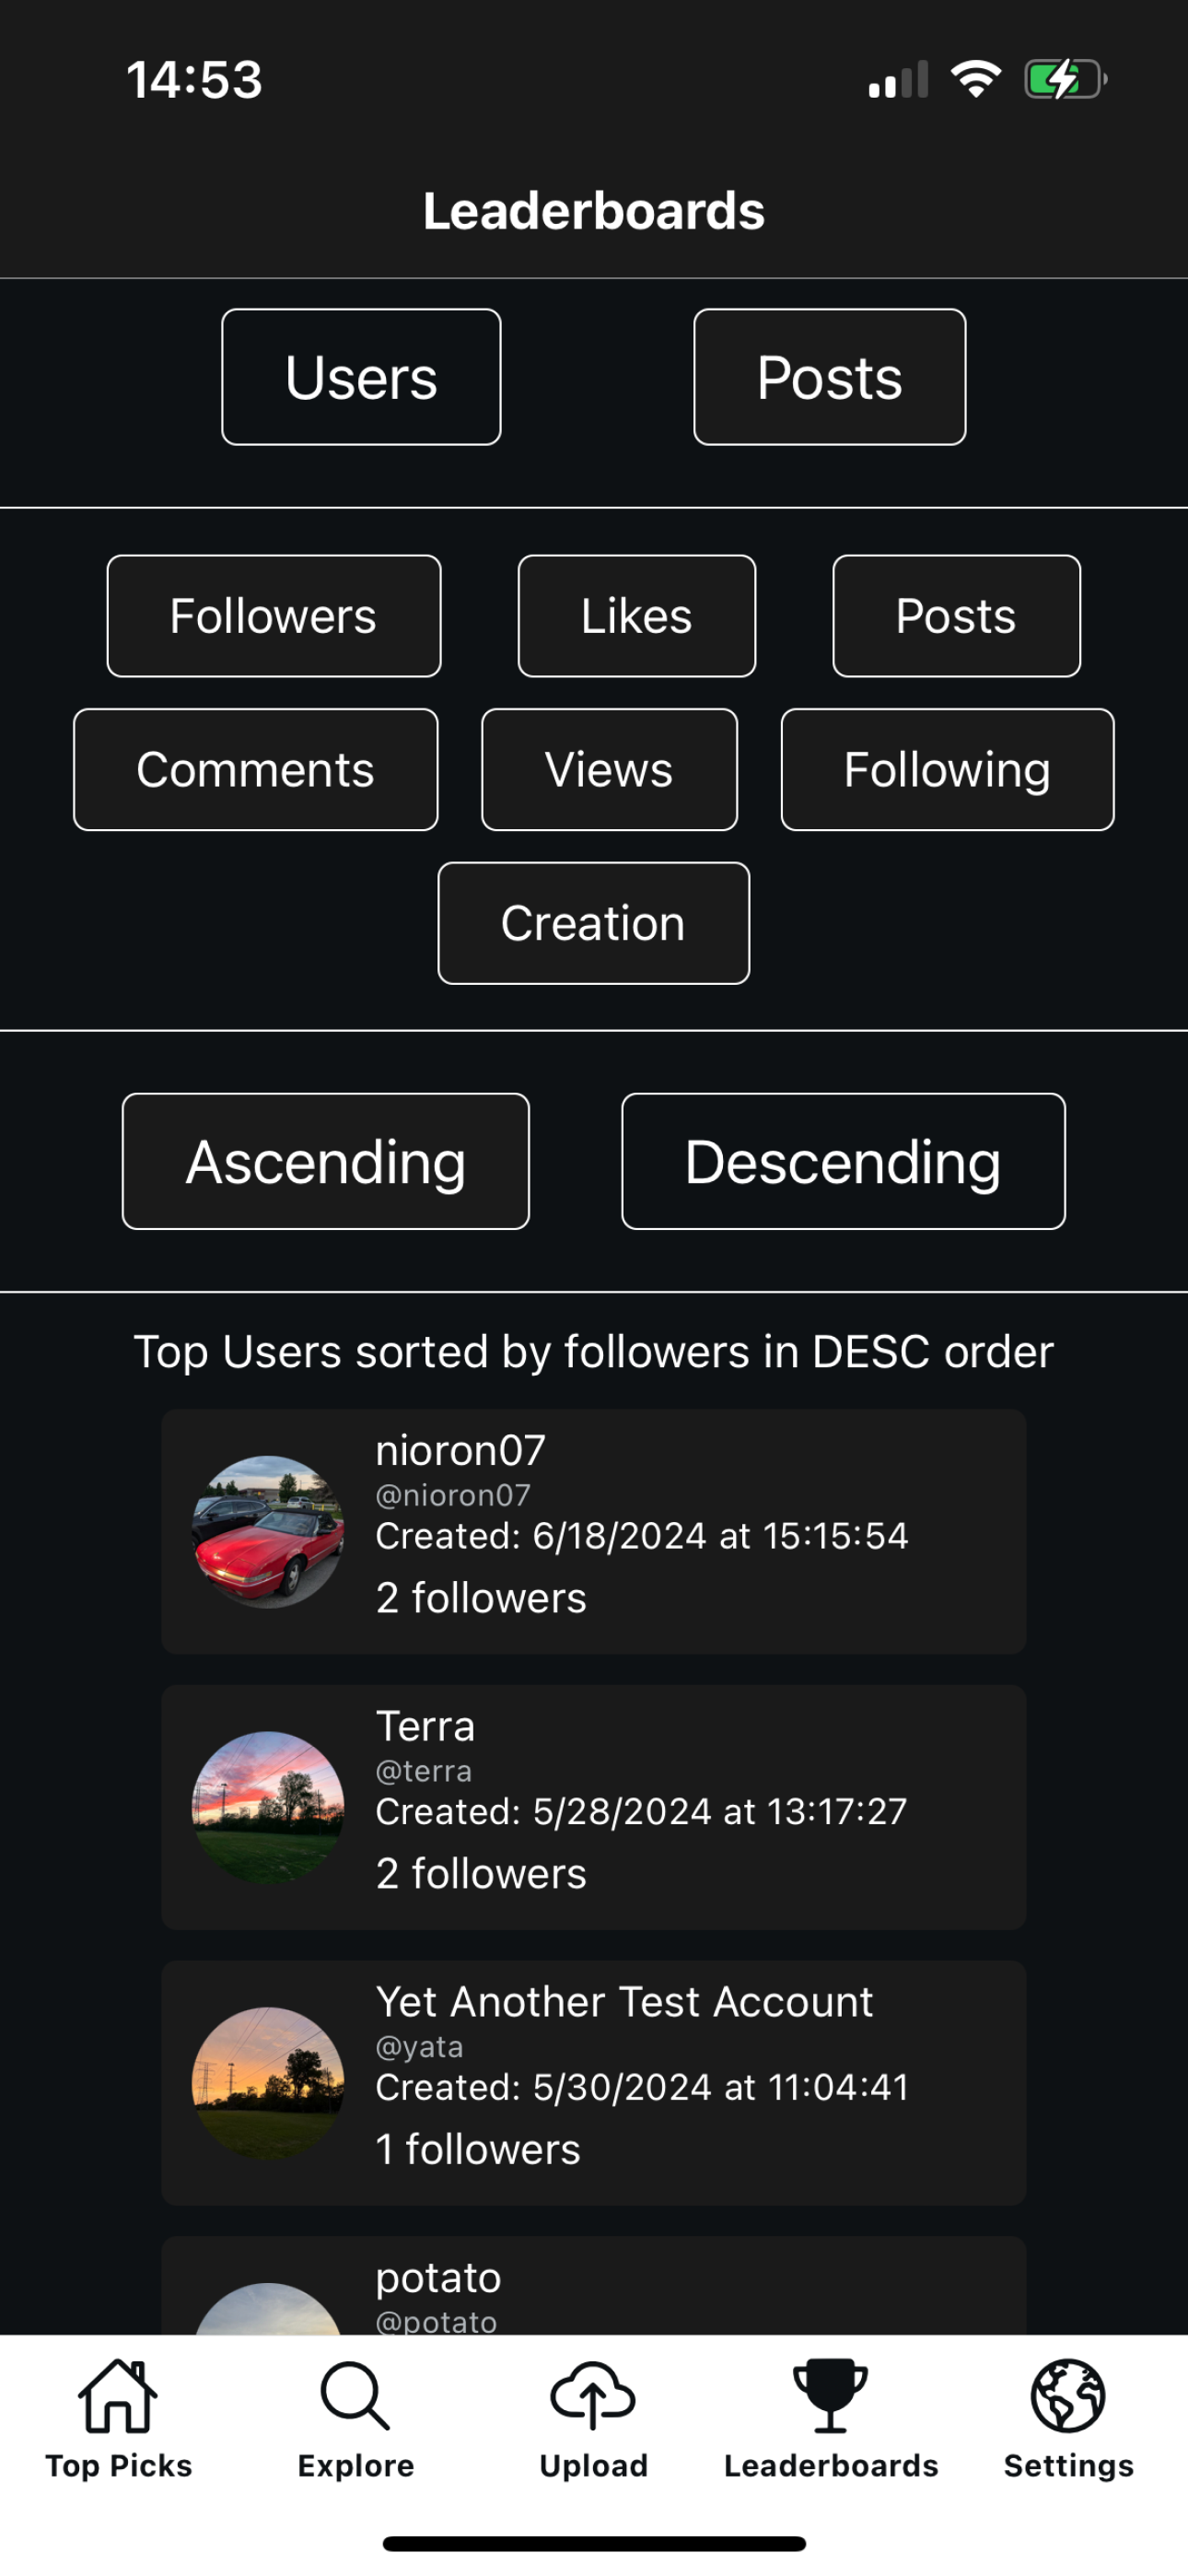 14:53
Leaderboards
Users Posts
Followers Likes Posts
Comments Views Following
Creation
Ascending Descending
Top Users sorted by followers in DESC order
nioron07
@nioron07
Created: 6/18/2024 at 15:15:54
2 followers
Terra
@terra
Created: 5/28/2024 at 13:17:27
2 followers
Yet Another Test Account
@yata
Created: 5/30/2024 at 11:04:41
1 followers
potato
@potato
Top Picks Explore Upload Leaderboards Settings